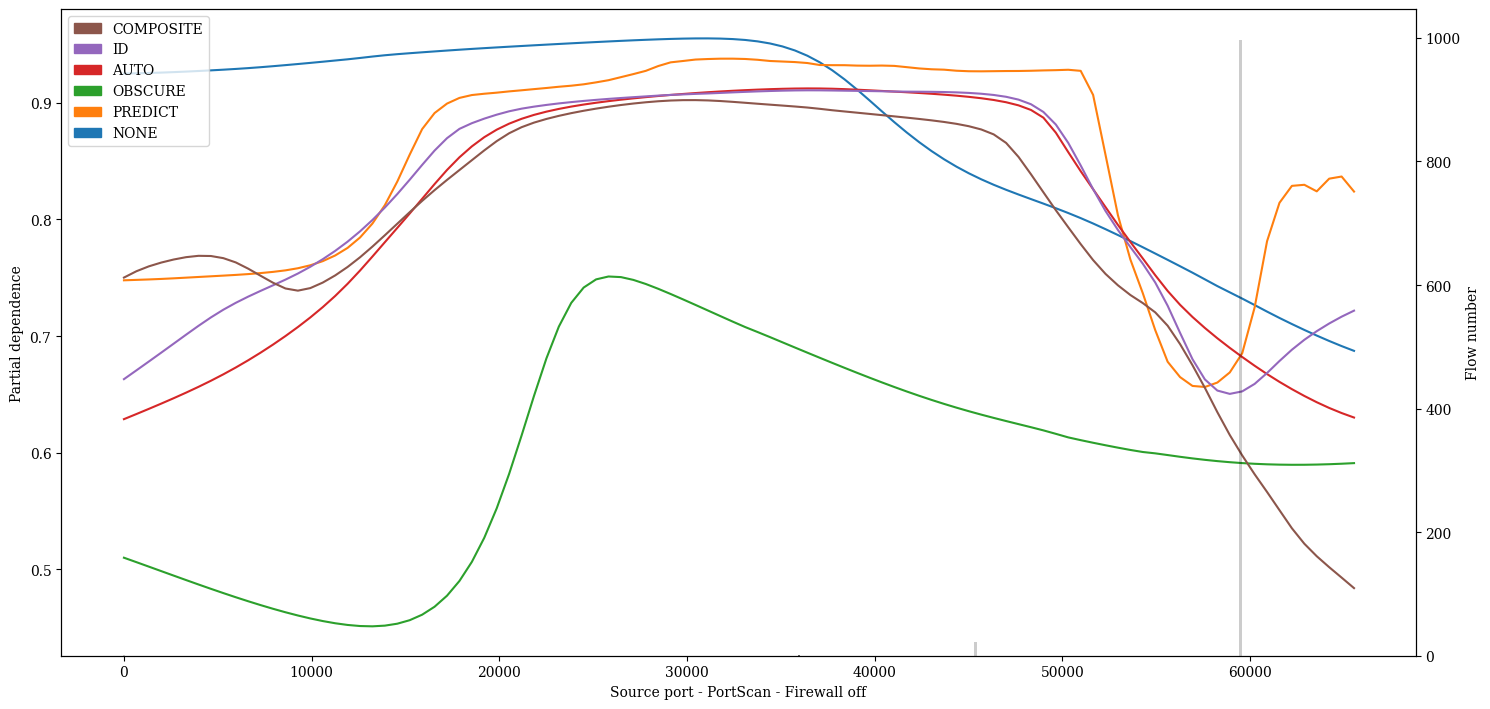 COMPOSITE
ID
AUTO
OBSCURE
PREDICT
NONE
Partial dependence
0.9
0.8
0.7
0.6
0.5
1000
800
600
400
200
0
Flow number
0 10000 20000 30000 40000 50000 60000
Source port - PortScan - Firewall off